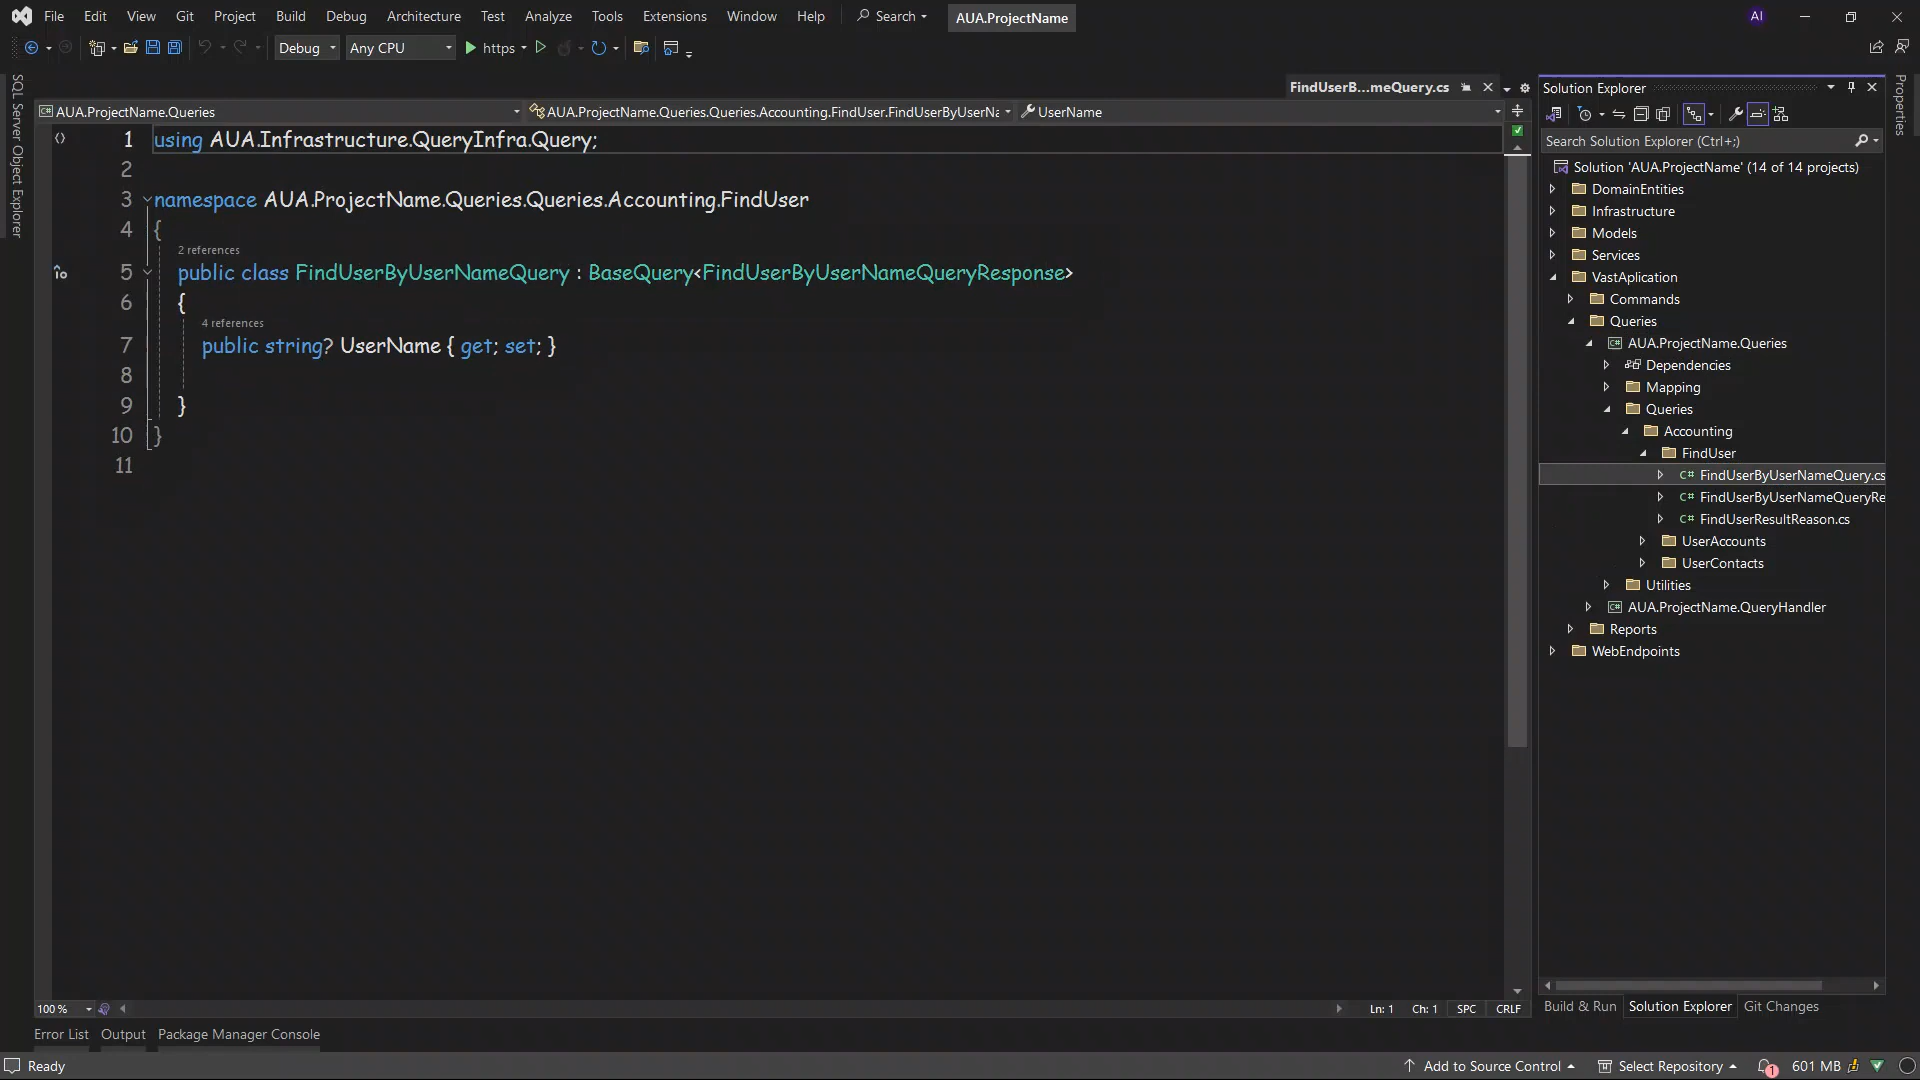 File Edit View Git Project Build Debug Architecture Test Analyze Tools Extensions Window Help Search AUA.ProjectName AI
Debug Any CPU https
SQL Server Object Explorer
FindUserB...meQuery.cs
AUA.ProjectName.Queries AUA.ProjectName.Queries.Queries.Accounting.FindUser.FindUserByUserNa UserName
1 using AUA.Infrastructure.QueryInfra.Query;
2
3 namespace AUA.ProjectName.Queries.Queries.Accounting.FindUser
4 {
2 references
5 public class FindUserByUserNameQuery : BaseQuery<FindUserByUserNameQueryResponse>
6 {
4 references
7 public string? UserName { get; set; }
8
9 }
10 }
11
100 %
Ln: 1 Ch: 1 SPC CRLF
Error List Output Package Manager Console
Solution Explorer
Search Solution Explorer (Ctrl+;)
Solution 'AUA.ProjectName' (14 of 14 projects)
DomainEntities
Infrastructure
Models
Services
VastAplication
Commands
Queries
AUA.ProjectName.Queries
Dependencies
Mapping
Queries
Accounting
FindUser
C# FindUserByUserNameQuery.cs
C# FindUserByUserNameQueryRe
C# FindUserResultReason.cs
UserAccounts
UserContacts
Utilities
AUA.ProjectName.QueryHandler
Reports
WebEndpoints
Build & Run Solution Explorer Git Changes
Properties
Ready Add to Source Control Select Repository 1 601 MB